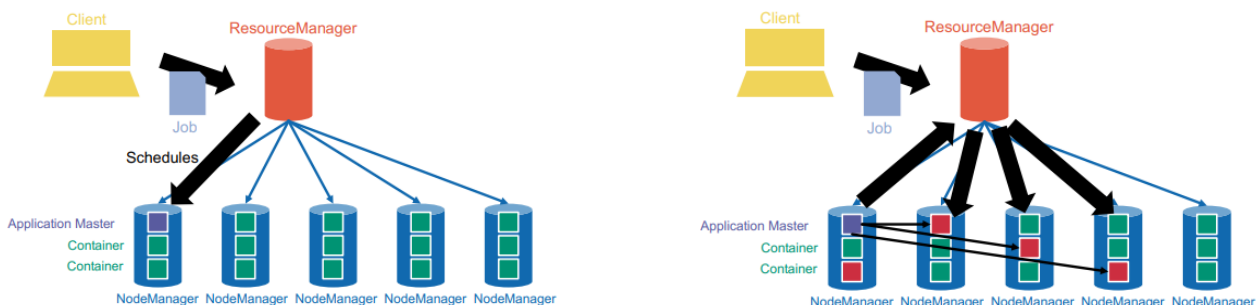 Client
ResourceManager
Job
Schedules
Application Master
Container
Container
NodeManager NodeManager NodeManager NodeManager NodeManager
Client
ResourceManager
Job
Application Master
Container
Container
NodeManager NodeManager NodeManager NodeManager NodeManager